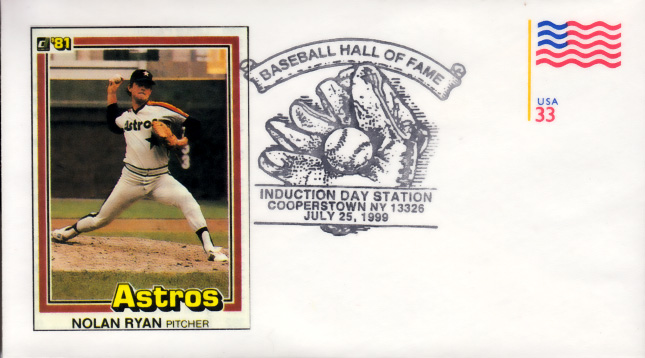 '81
Astros
Astros
NOLAN RYAN PITCHER
BASEBALL HALL OF FAME
INDUCTION DAY STATION
COOPERSTOWN NY 13326
JULY 25, 1999
USA
33